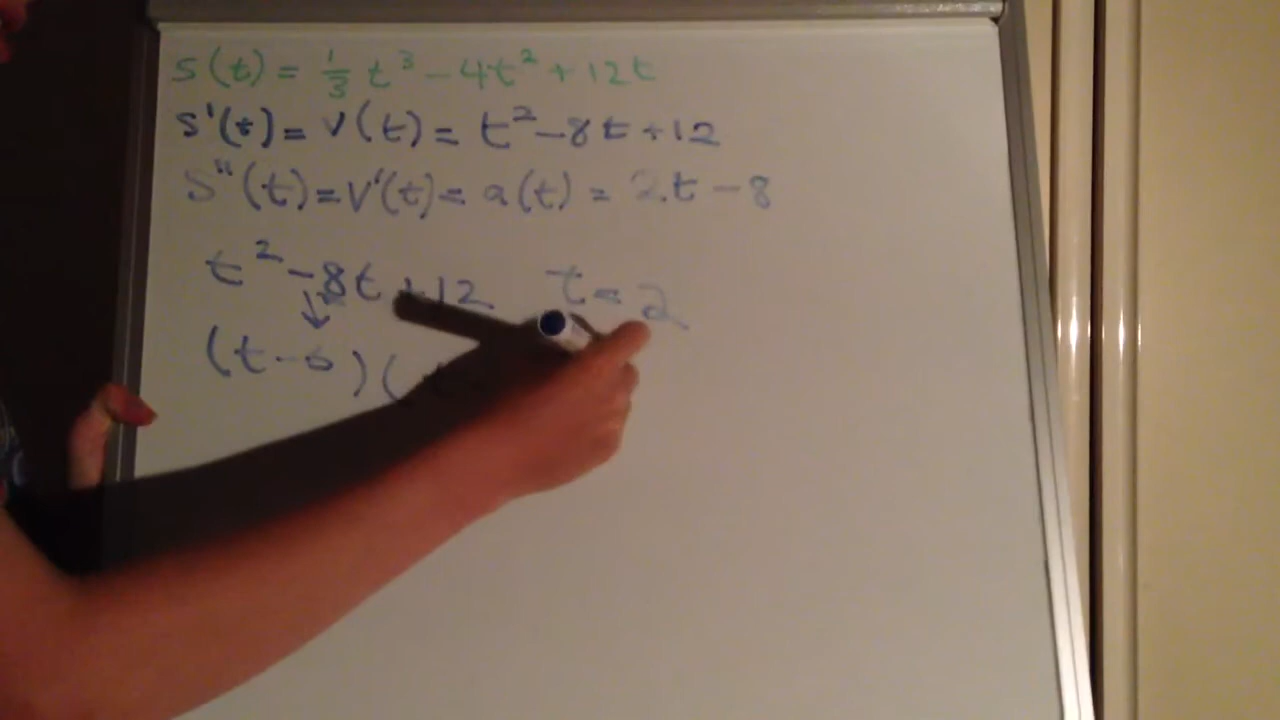 s(t) = 1/3 t³ - 4t² + 12t
s'(t) = v(t) = t² - 8t + 12
s''(t) = v'(t) = a(t) = 2t - 8
t² - 8t + 12 t = 2
↓
(t - 6)(t